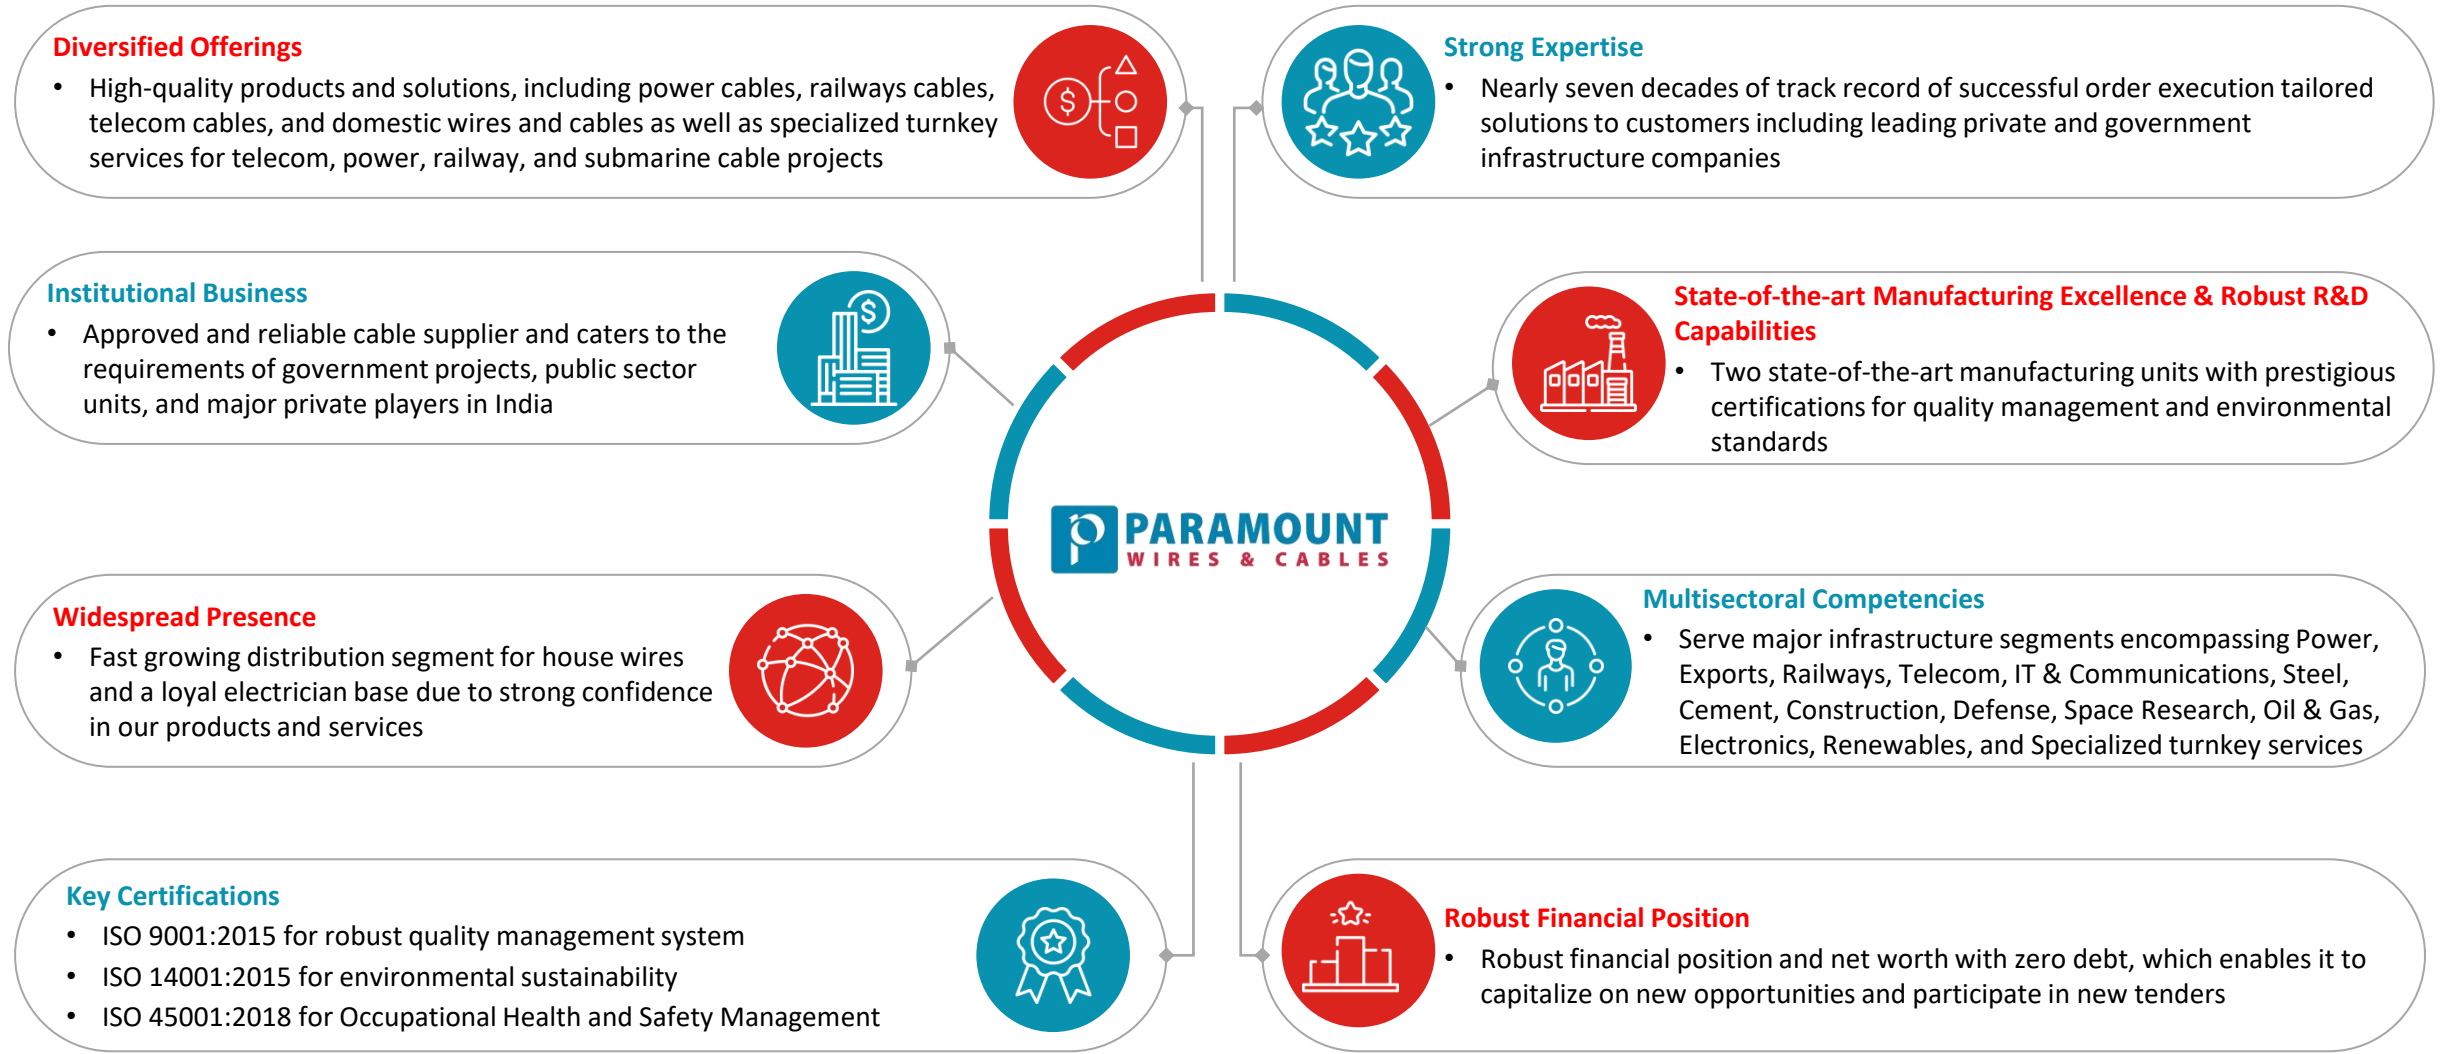 Diversified Offerings
• High-quality products and solutions, including power cables, railways cables,
telecom cables, and domestic wires and cables as well as specialized turnkey
services for telecom, power, railway, and submarine cable projects
Strong Expertise
• Nearly seven decades of track record of successful order execution tailored
solutions to customers including leading private and government
infrastructure companies
Institutional Business
• Approved and reliable cable supplier and caters to the
requirements of government projects, public sector
units, and major private players in India
State-of-the-art Manufacturing Excellence & Robust R&D
Capabilities
• Two state-of-the-art manufacturing units with prestigious
certifications for quality management and environmental
standards
PARAMOUNT
WIRES & CABLES
Widespread Presence
• Fast growing distribution segment for house wires
and a loyal electrician base due to strong confidence
in our products and services
Multisectoral Competencies
• Serve major infrastructure segments encompassing Power,
Exports, Railways, Telecom, IT & Communications, Steel,
Cement, Construction, Defense, Space Research, Oil & Gas,
Electronics, Renewables, and Specialized turnkey services
Key Certifications
• ISO 9001:2015 for robust quality management system
• ISO 14001:2015 for environmental sustainability
• ISO 45001:2018 for Occupational Health and Safety Management
Robust Financial Position
• Robust financial position and net worth with zero debt, which enables it to
capitalize on new opportunities and participate in new tenders